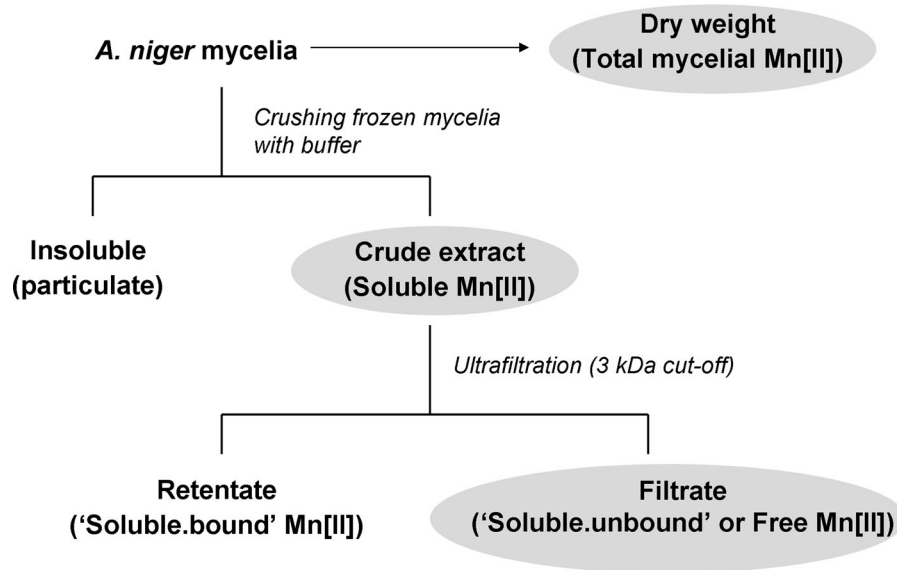 Dry weight
(Total mycelial Mn[II])
A. niger mycelia
Crushing frozen mycelia
with buffer
Insoluble
(particulate)
Crude extract
(Soluble Mn[II])
Ultrafiltration (3 kDa cut-off)
Retentate
(‘Soluble.bound’ Mn[II])
Filtrate
(‘Soluble.unbound’ or Free Mn[II])